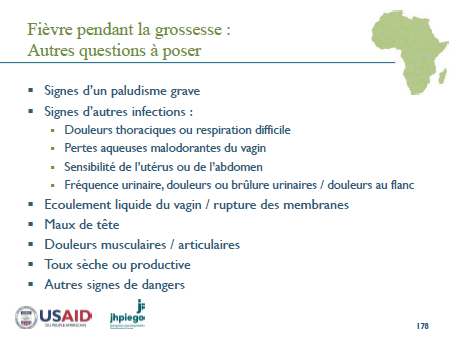 Fièvre pendant la grossesse :
Autres questions à poser
▪ Signes d'un paludisme grave
▪ Signes d'autres infections :
▪ Douleurs thoraciques ou respiration difficile
▪ Pertes aqueuses malodorantes du vagin
▪ Sensibilité de l'utérus ou de l'abdomen
▪ Fréquence urinaire, douleurs ou brûlure urinaires / douleurs au flanc
▪ Ecoulement liquide du vagin / rupture des membranes
▪ Maux de tête
▪ Douleurs musculaires / articulaires
▪ Toux sèche ou productive
▪ Autres signes de dangers
USAID
DU PEUPLE AMERICAIN
jhpiego
178